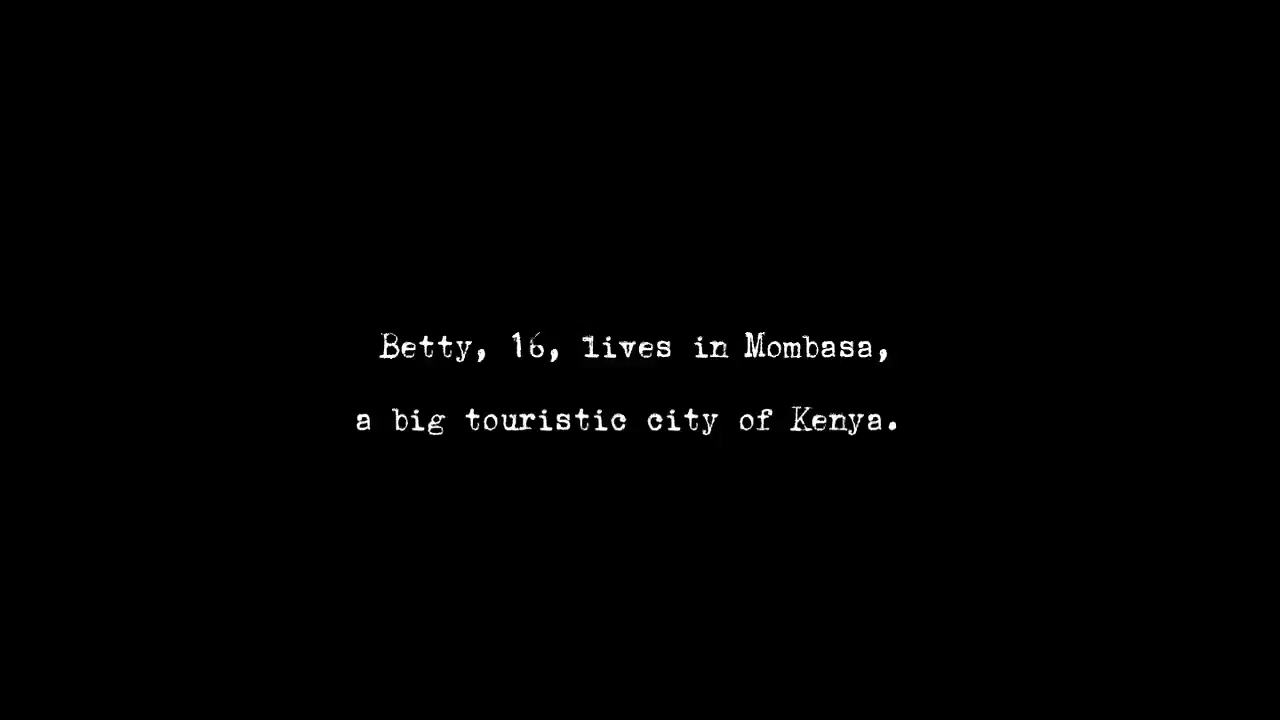 Betty, 16, lives in Mombasa,
a big touristic city of Kenya.